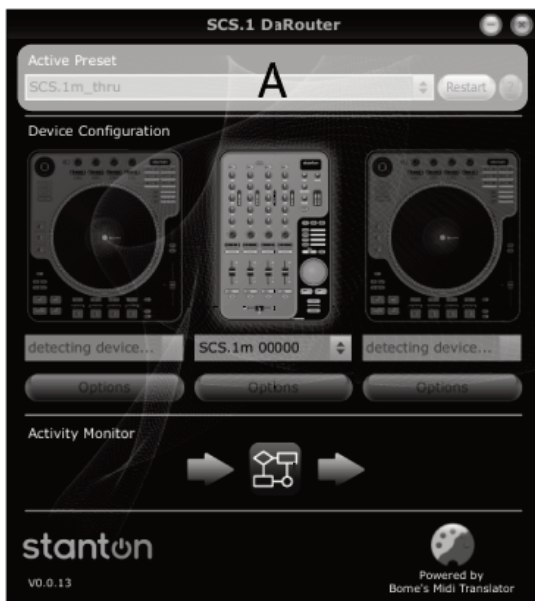 SCS.1 DaRouter
Active Preset
A
SCS.1m_thru
Restart
?
Device Configuration
detecting device...
SCS.1m 00000
detecting device...
Options
Options
Options
Activity Monitor
stanton
V0.0.13
Powered by
Bome's Midi Translator